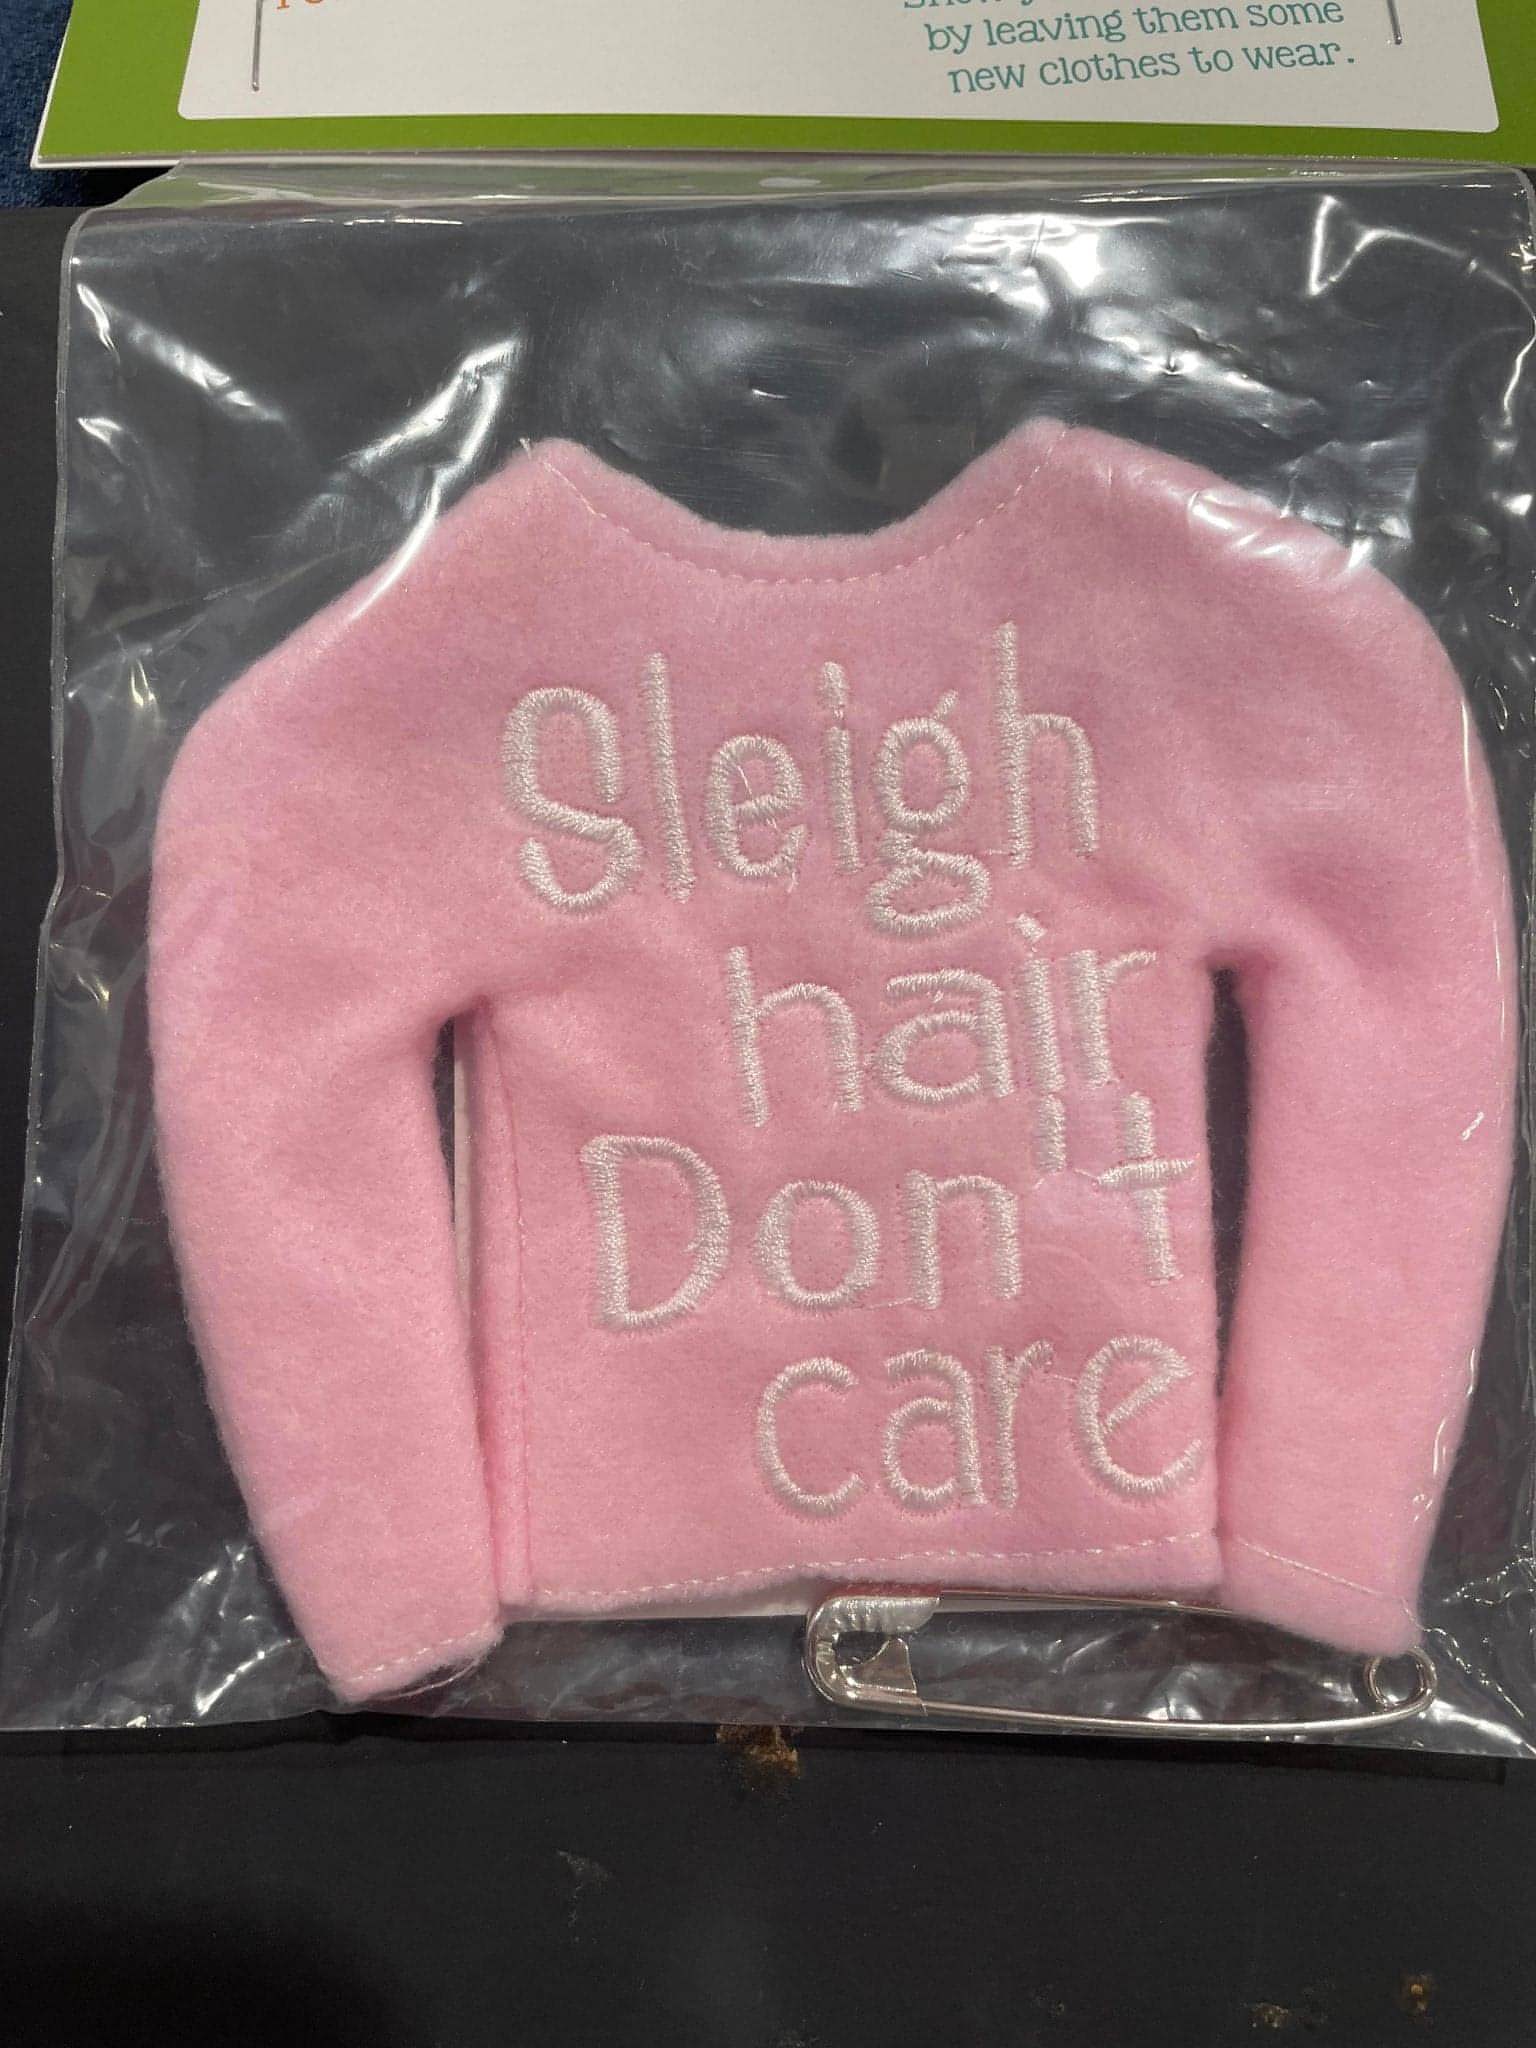 by leaving them some
new clothes to wear.
Sleigh
hair
Don't
care